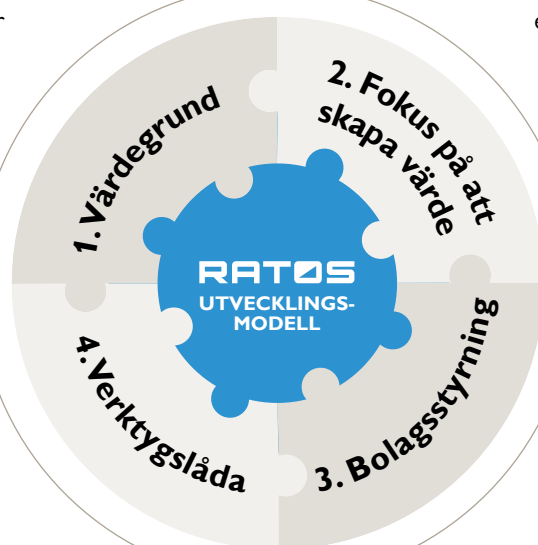 1. Värdegrund
2. Fokus på att
skapa värde
RATOS
UTVECKLINGS-
MODELL
4. Verktygslåda
3. Bolagsstyrning